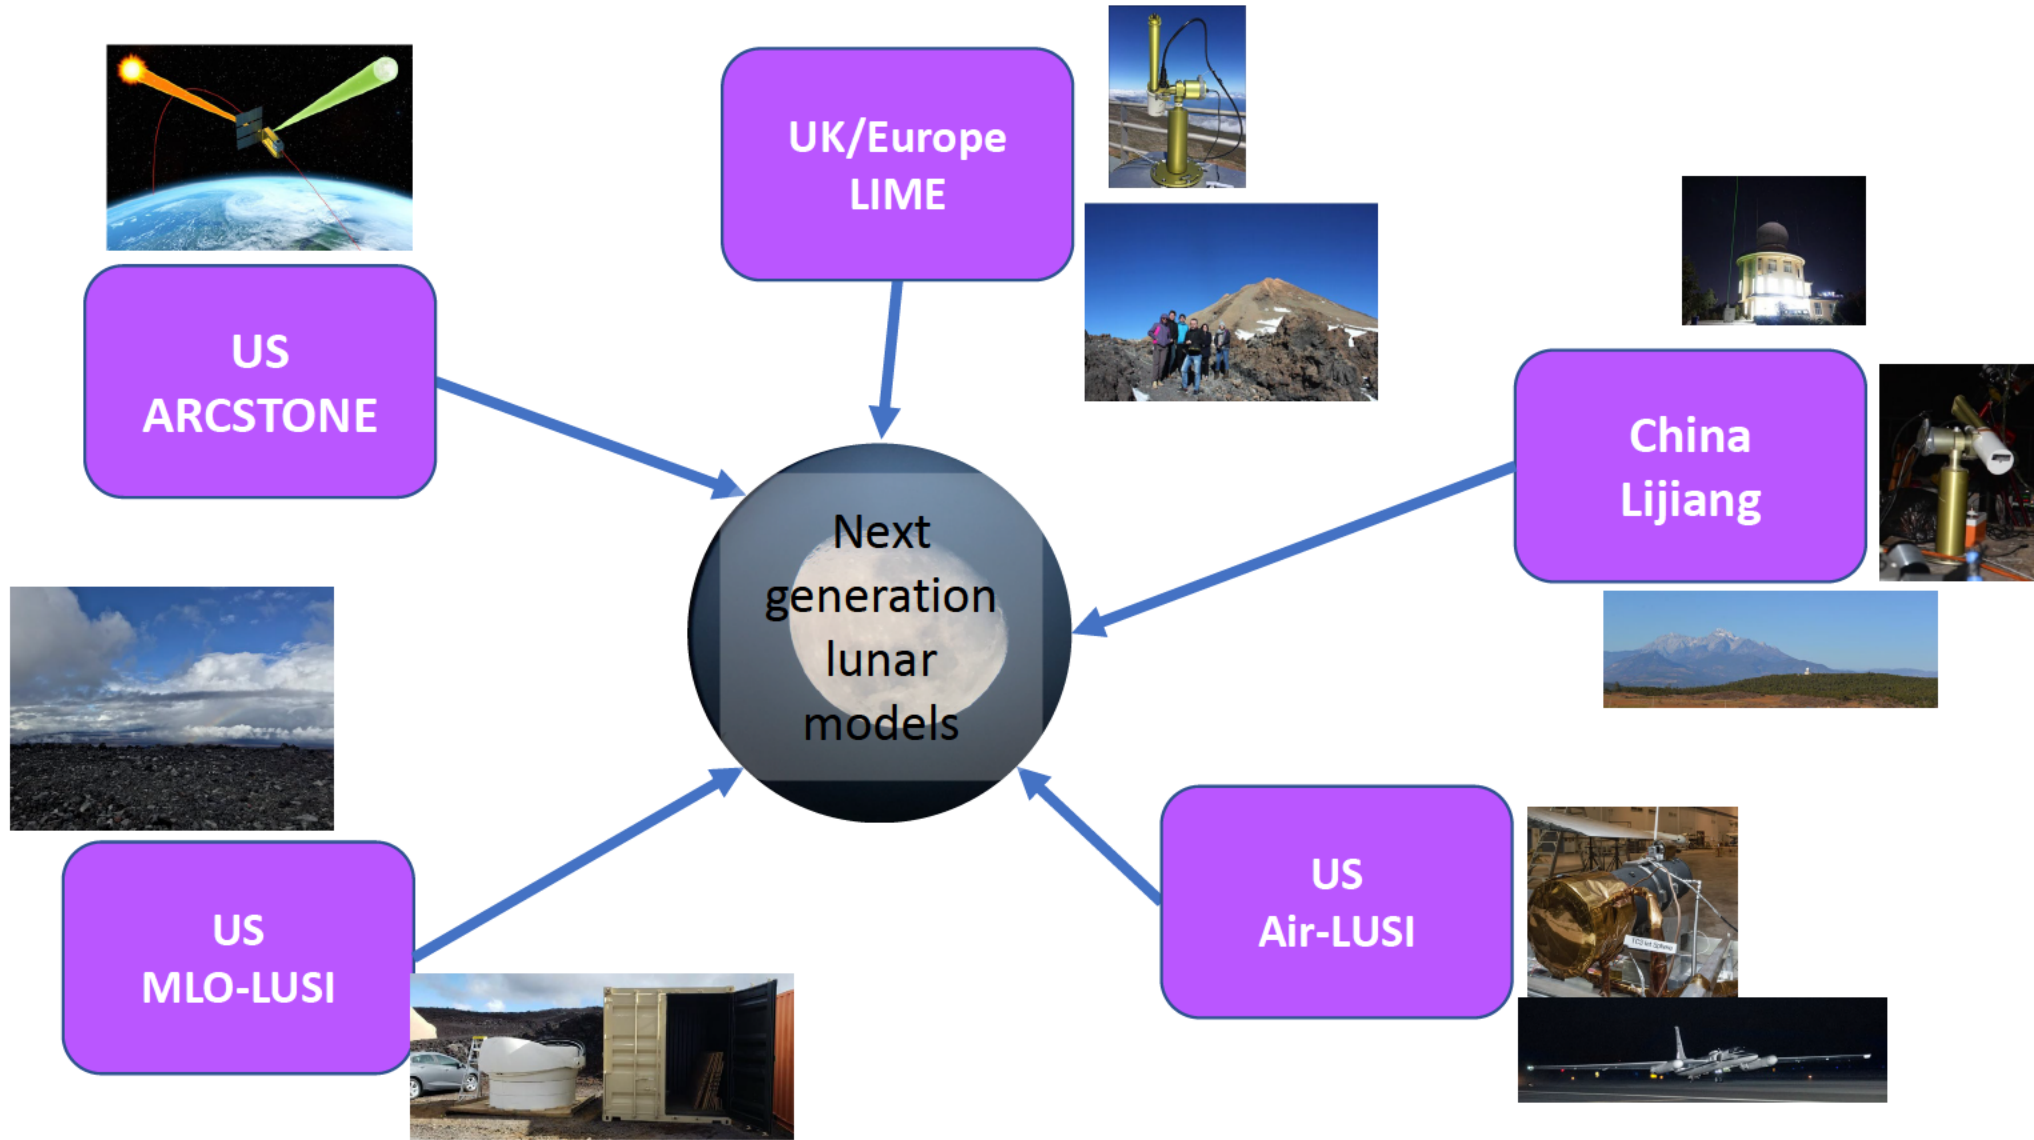 UK/Europe
LIME
US
ARCSTONE
China
Lijiang
Next
generation
lunar
models
US
Air-LUSI
US
MLO-LUSI